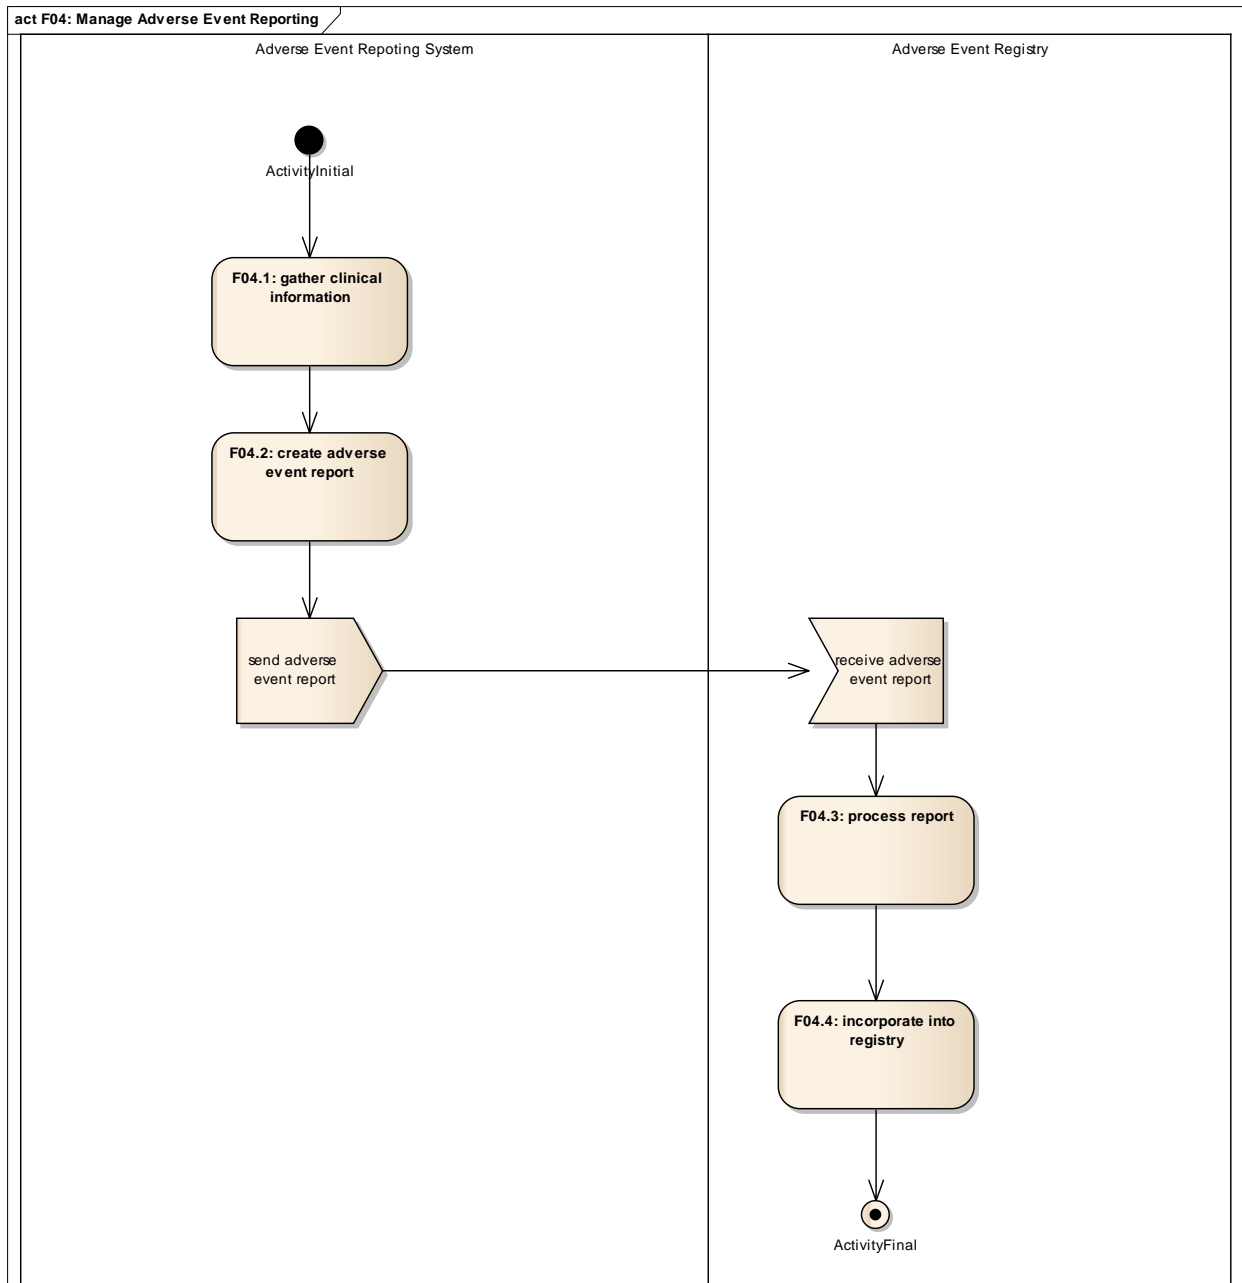 act F04: Manage Adverse Event Reporting
Adverse Event Repoting System
Adverse Event Registry
ActivityInitial
F04.1: gather clinical
information
F04.2: create adverse
event report
send adverse
event report
receive adverse
event report
F04.3: process report
F04.4: incorporate into
registry
ActivityFinal